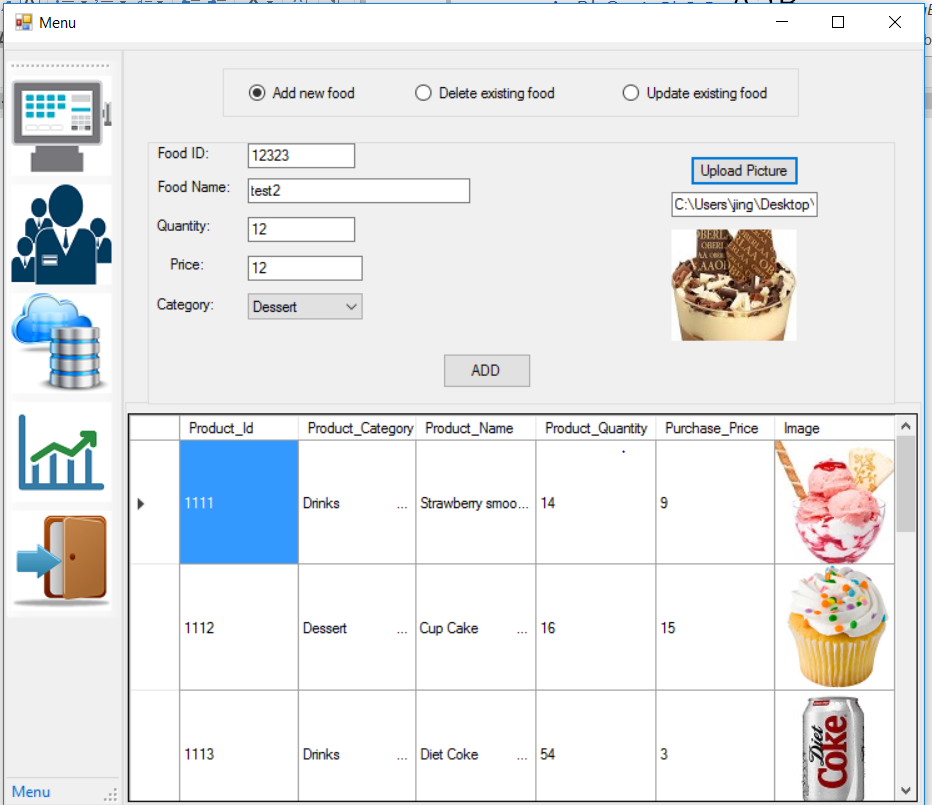 Menu
Add new food
Delete existing food
Update existing food
Food ID:
12323
Upload Picture
Food Name:
test2
C:\Users\jing\Desktop\
Quantity:
12
Price:
12
Category:
Dessert
OBERLAA
ADD
Product_Id Product_Category Product_Name Product_Quantity Purchase_Price Image
1111 Drinks ... Strawberry smoo... 14 9
1112 Dessert ... Cup Cake ... 16 15
1113 Drinks ... Diet Coke ... 54 3
Diet Coke
Menu